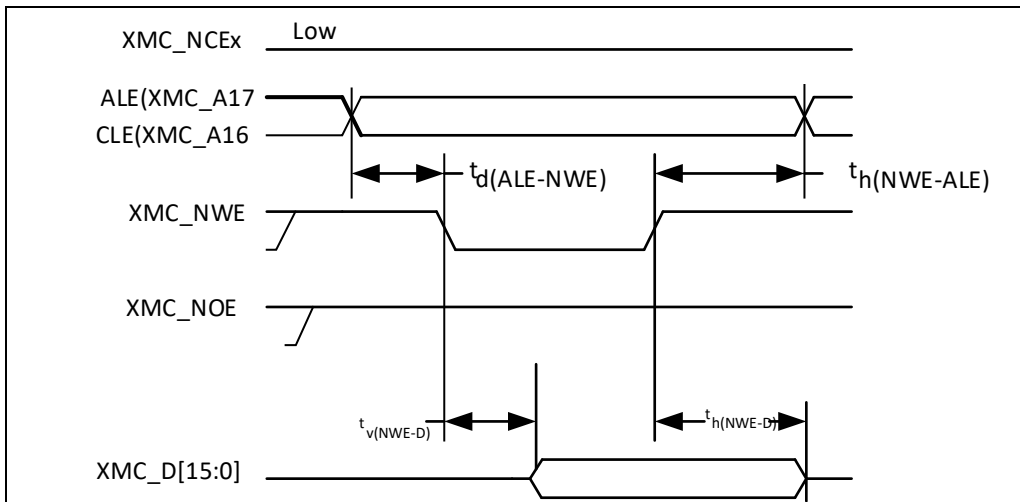 XMC_NCEx Low
ALE(XMC_A17
CLE(XMC_A16
td(ALE-NWE) th(NWE-ALE)
XMC_NWE
XMC_NOE
tv(NWE-D) th(NWE-D)
XMC_D[15:0]